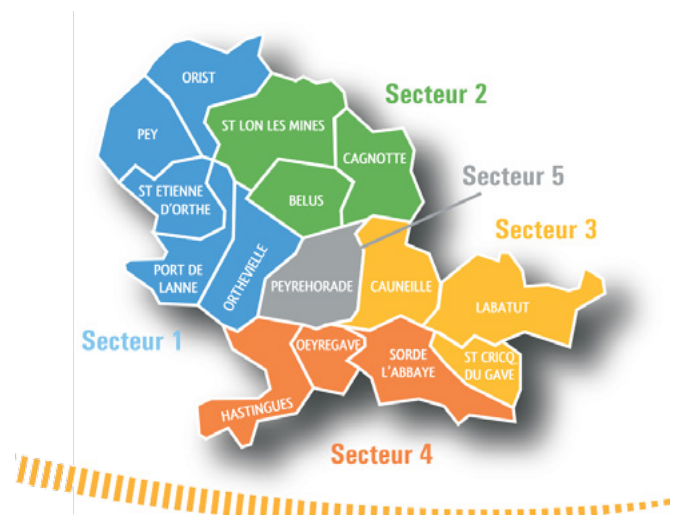 ORIST
Secteur 2
ST LON LES MINES
PEY
CAGNOTTE
Secteur 5
ST ETIENNE
D'ORTHE
BELUS
Secteur 3
PORT DE
LANNE
ORTHEVIELLE
PEYREHORADE
CAUNEILLE
LABATUT
Secteur 1
OEYREGAVE
SORDE
L'ABBAYE
ST CRICQ
DU GAVE
HASTINGUES
Secteur 4